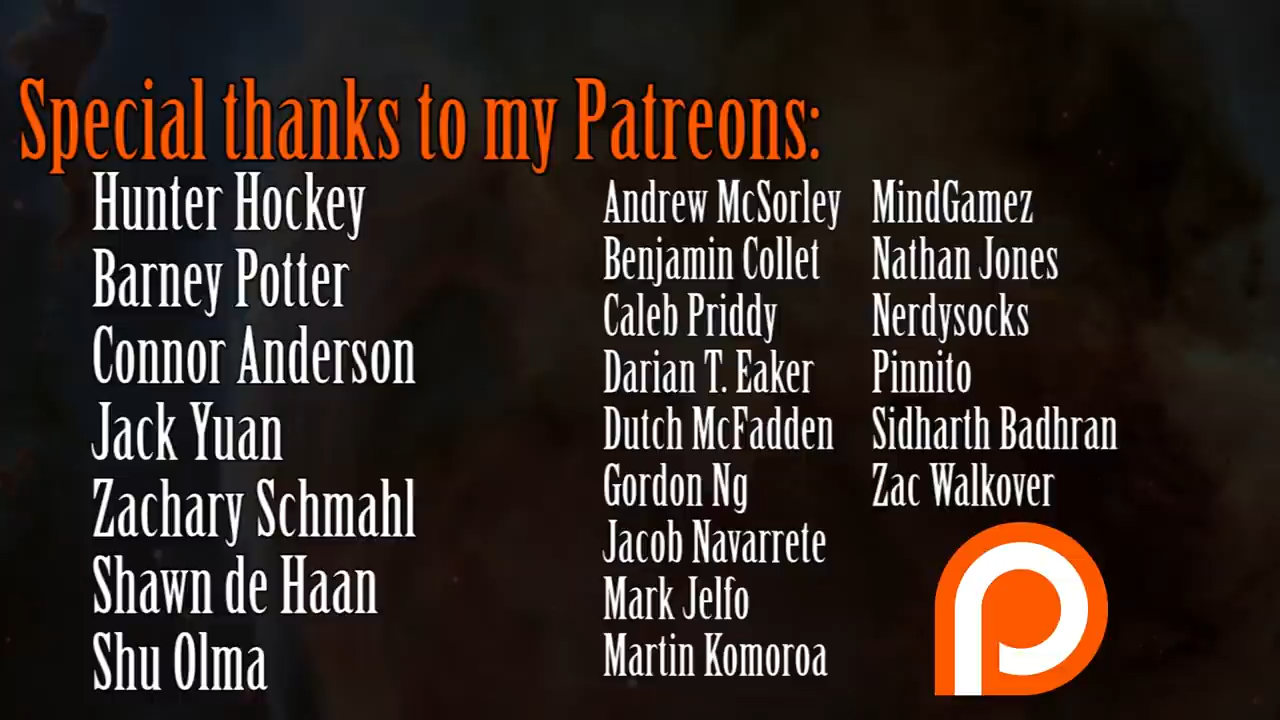 Special thanks to my Patreons:
Hunter Hockey
Barney Potter
Connor Anderson
Jack Yuan
Zachary Schmahl
Shawn de Haan
Shu Olma
Andrew McSorley
Benjamin Collet
Caleb Priddy
Darian T. Eaker
Dutch McFadden
Gordon Ng
Jacob Navarrete
Mark Jelfo
Martin Komoroa
MindGamez
Nathan Jones
Nerdysocks
Pinnito
Sidharth Badhran
Zac Walkover